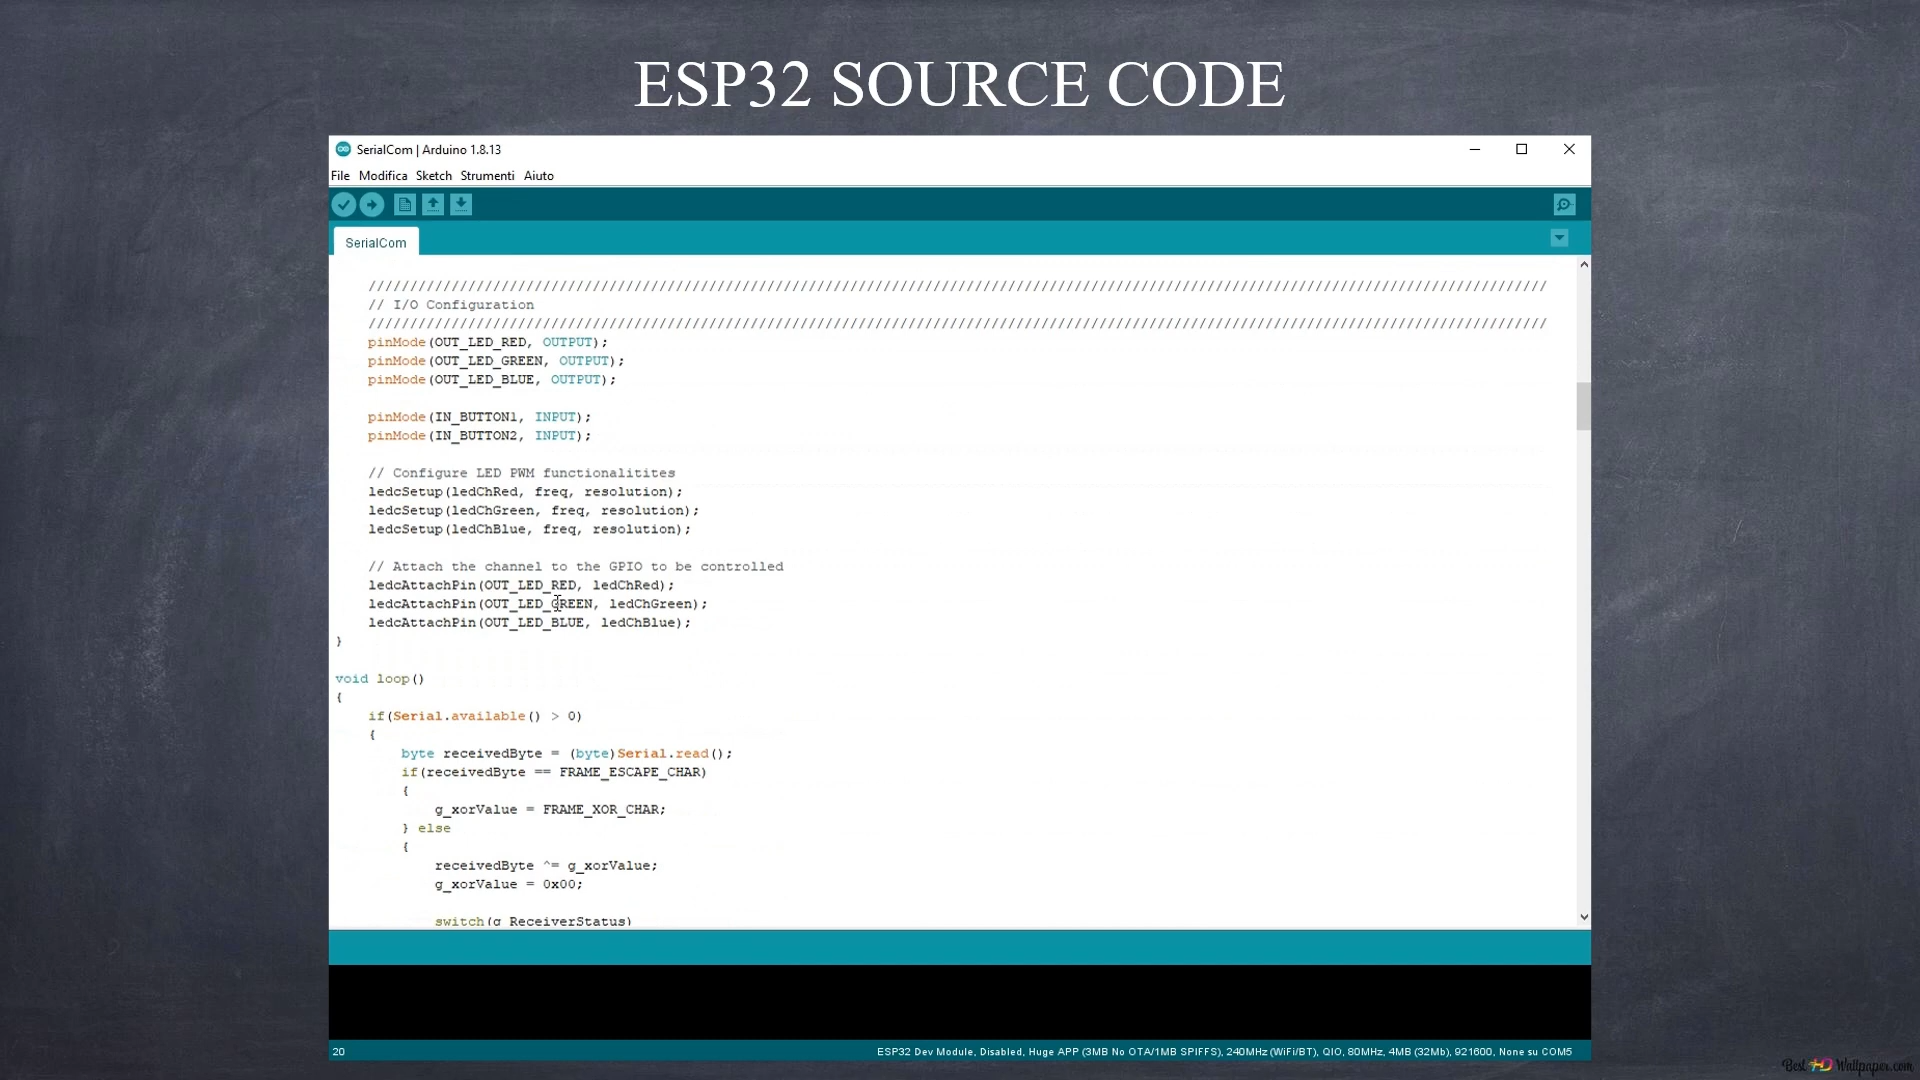 ESP32 SOURCE CODE
SerialCom | Arduino 1.8.13
File Modifica Sketch Strumenti Aiuto
SerialCom
//////////////////////////////////////////////////////////////////////////////////////////////////////////////////////////////////////////////
// I/O Configuration
//////////////////////////////////////////////////////////////////////////////////////////////////////////////////////////////////////////////
pinMode(OUT_LED_RED, OUTPUT);
pinMode(OUT_LED_GREEN, OUTPUT);
pinMode(OUT_LED_BLUE, OUTPUT);
pinMode(IN_BUTTON1, INPUT);
pinMode(IN_BUTTON2, INPUT);
// Configure LED PWM functionalitites
ledcSetup(ledChRed, freq, resolution);
ledcSetup(ledChGreen, freq, resolution);
ledcSetup(ledChBlue, freq, resolution);
// Attach the channel to the GPIO to be controlled
ledcAttachPin(OUT_LED_RED, ledChRed);
ledcAttachPin(OUT_LED_GREEN, ledChGreen);
ledcAttachPin(OUT_LED_BLUE, ledChBlue);
}
void loop()
{
if(Serial.available() > 0)
{
byte receivedByte = (byte)Serial.read();
if(receivedByte == FRAME_ESCAPE_CHAR)
{
g_xorValue = FRAME_XOR_CHAR;
} else
{
receivedByte ^= g_xorValue;
g_xorValue = 0x00;
switch(g_ReceiverStatus)
20
ESP32 Dev Module, Disabled, Huge APP (3MB No OTA/1MB SPIFFS), 240MHz (WiFi/BT), QIO, 80MHz, 4MB (32Mb), 921600, None su COM5
Best HD Wallpaper.com